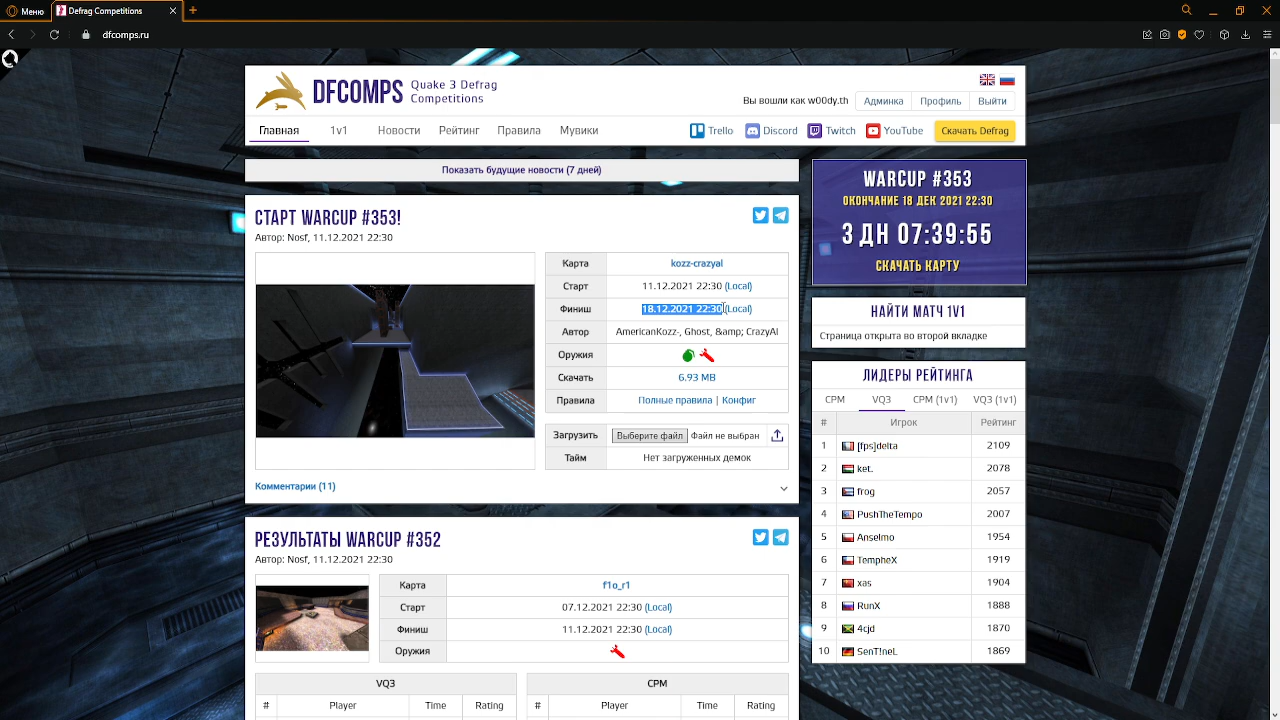 Меню
Defrag Competitions
dfcomps.ru
DFCOMPS
Quake 3 Defrag
Competitions
Вы вошли как w00dy.th
Админка
Профиль
Выйти
Главная
1v1
Новости
Рейтинг
Правила
Мувики
Trello
Discord
Twitch
YouTube
Скачать Defrag
Показать будущие новости (7 дней)
СТАРТ WARCUP #353!
Автор: Nosf, 11.12.2021 22:30
Карта kozz-crazyal
Старт 11.12.2021 22:30 (Local)
Финиш 18.12.2021 22:30 (Local)
Автор AmericanKozz-, Ghost, &amp; CrazyAl
Оружия
Скачать 6.93 MB
Правила Полные правила | Конфиг
Загрузить Выберите файл Файл не выбран
Тайм Нет загруженных демок
Комментарии (11)
РЕЗУЛЬТАТЫ WARCUP #352
Автор: Nosf, 11.12.2021 22:30
Карта f1o_r1
Старт 07.12.2021 22:30 (Local)
Финиш 11.12.2021 22:30 (Local)
Оружия
VQ3
# Player Time Rating
CPM
# Player Time Rating
WARCUP #353
ОКОНЧАНИЕ 18 ДЕК 2021 22:30
3 ДН 07:39:55
СКАЧАТЬ КАРТУ
НАЙТИ МАТЧ 1V1
Страница открыта во второй вкладке
ЛИДЕРЫ РЕЙТИНГА
CPM VQ3 CPM (1v1) VQ3 (1v1)
# Игрок Рейтинг
1 [fps]delta 2109
2 ket. 2078
3 frog 2057
4 PushTheTempo 2007
5 Anselmo 1954
6 TempheX 1919
7 xas 1904
8 RunX 1888
9 4cjd 1870
10 SenT!neL 1869